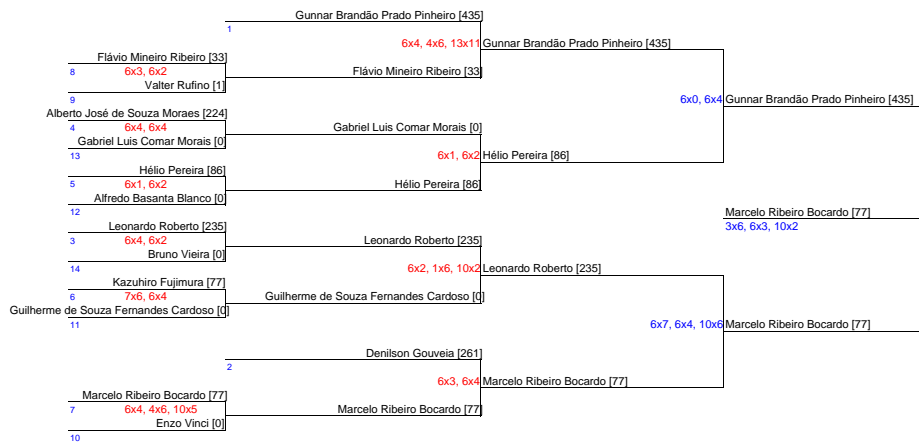 Gunnar Brandão Prado Pinheiro [435]
1
6x4, 4x6, 13x11 Gunnar Brandão Prado Pinheiro [435]
Flávio Mineiro Ribeiro [33]
8 6x3, 6x2 Flávio Mineiro Ribeiro [33]
Valter Rufino [1]
9
6x0, 6x4 Gunnar Brandão Prado Pinheiro [435]
Alberto José de Souza Moraes [224]
4 6x4, 6x4 Gabriel Luis Comar Morais [0]
Gabriel Luis Comar Morais [0]
13
6x1, 6x2 Hélio Pereira [86]
Hélio Pereira [86]
5 6x1, 6x2 Hélio Pereira [86]
Alfredo Basanta Blanco [0]
12
Marcelo Ribeiro Bocardo [77]
3x6, 6x3, 10x2
Leonardo Roberto [235]
3 6x4, 6x2 Leonardo Roberto [235]
Bruno Vieira [0]
14
6x2, 1x6, 10x2 Leonardo Roberto [235]
Kazuhiro Fujimura [77]
6 7x6, 6x4 Guilherme de Souza Fernandes Cardoso [0]
Guilherme de Souza Fernandes Cardoso [0]
11
6x7, 6x4, 10x6 Marcelo Ribeiro Bocardo [77]
Denilson Gouveia [261]
2
6x3, 6x4 Marcelo Ribeiro Bocardo [77]
Marcelo Ribeiro Bocardo [77]
7 6x4, 4x6, 10x5 Marcelo Ribeiro Bocardo [77]
Enzo Vinci [0]
10